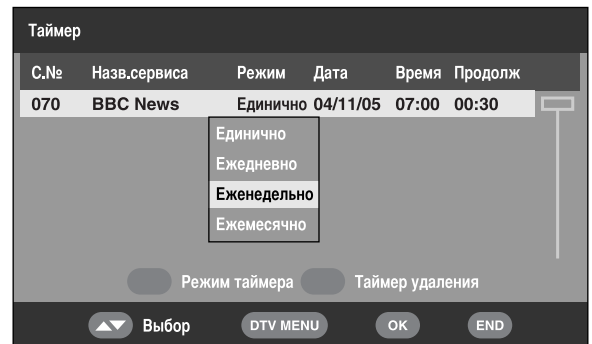 Таймер
С.№ Назв.сервиса Режим Дата Время Продолж
070 BBC News Единично 04/11/05 07:00 00:30
Единично
Ежедневно
Еженедельно
Ежемесячно
Режим таймера Таймер удаления
Выбор DTV MENU OK END